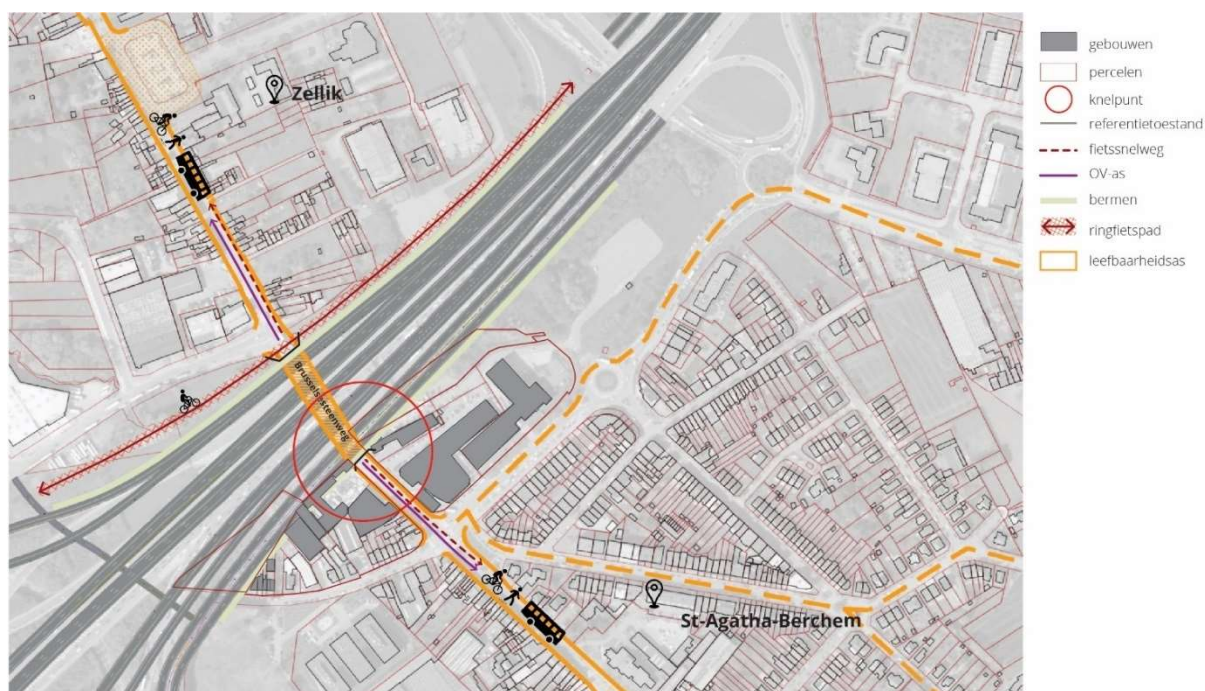 Zellik
Brusselsesteenweg
St-Agatha-Berchem
gebouwen
percelen
knelpunt
referentietoestand
fietssnelweg
OV-as
bermen
ringfietspad
leefbaarheidsas